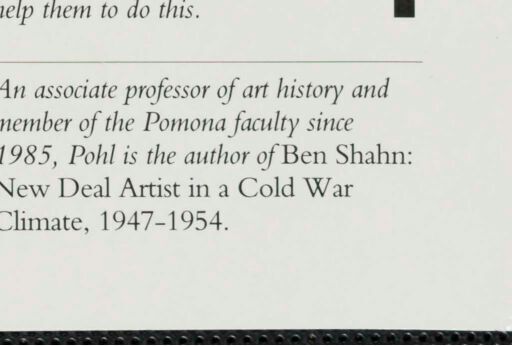 help them to do this.
An associate professor of art history and
member of the Pomona faculty since
1985, Pohl is the author of Ben Shahn:
New Deal Artist in a Cold War
Climate, 1947–1954.